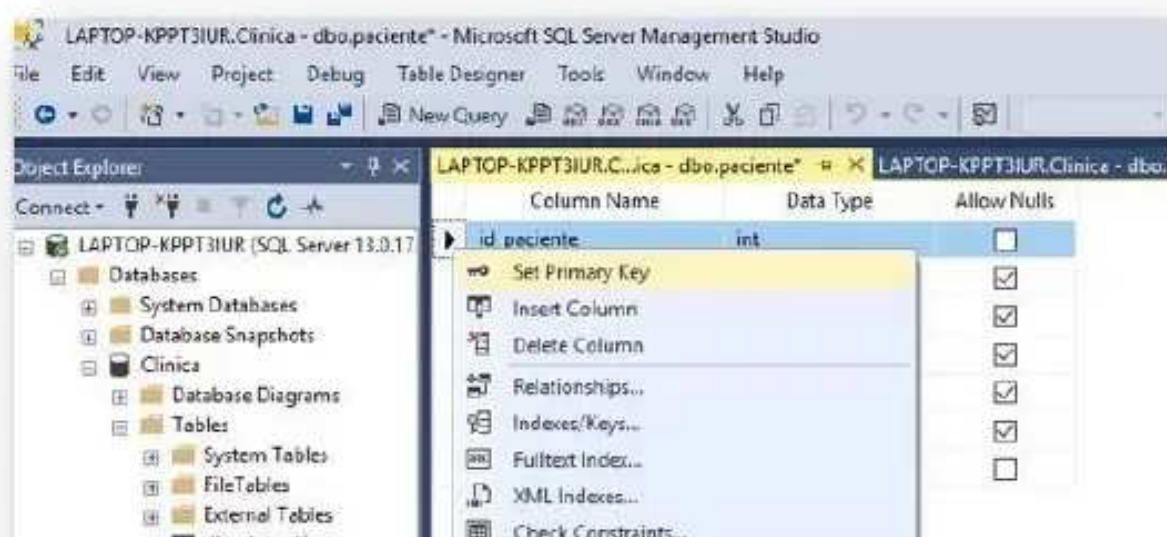 LAPTOP-KPPT3IUR.Clinica - dbo.paciente* - Microsoft SQL Server Management Studio
File Edit View Project Debug Table Designer Tools Window Help
New Query
Object Explorer
LAPTOP-KPPT3IUR.C...ica - dbo.paciente*
LAPTOP-KPPT3IUR.Clinica - dbo.
Connect
Column Name Data Type Allow Nulls
LAPTOP-KPPT3IUR (SQL Server 13.0.17
id_paciente int
Databases
System Databases
Database Snapshots
Clinica
Database Diagrams
Tables
System Tables
FileTables
External Tables
Set Primary Key
Insert Column
Delete Column
Relationships...
Indexes/Keys...
Fulltext Index...
XML Indexes...
Check Constraints...